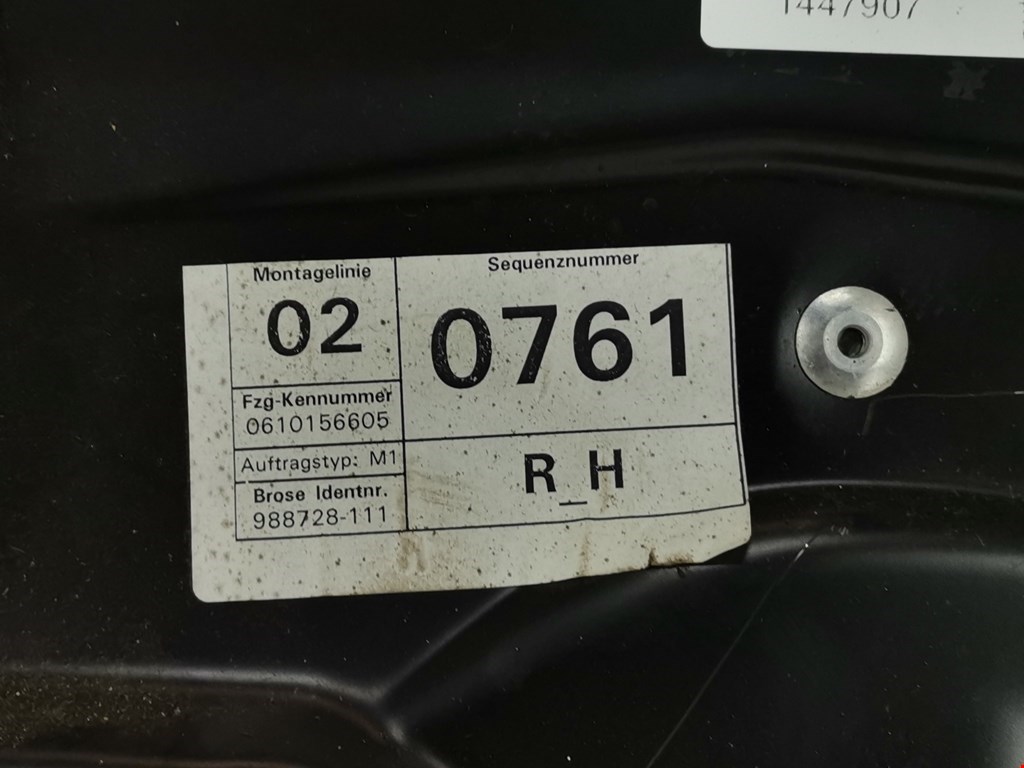 1447907
Montagelinie
02
Sequenznummer
0761
Fzg-Kennummer
0610156605
Auftragstyp: M1
Brose Identnr.
988728-111
R_H